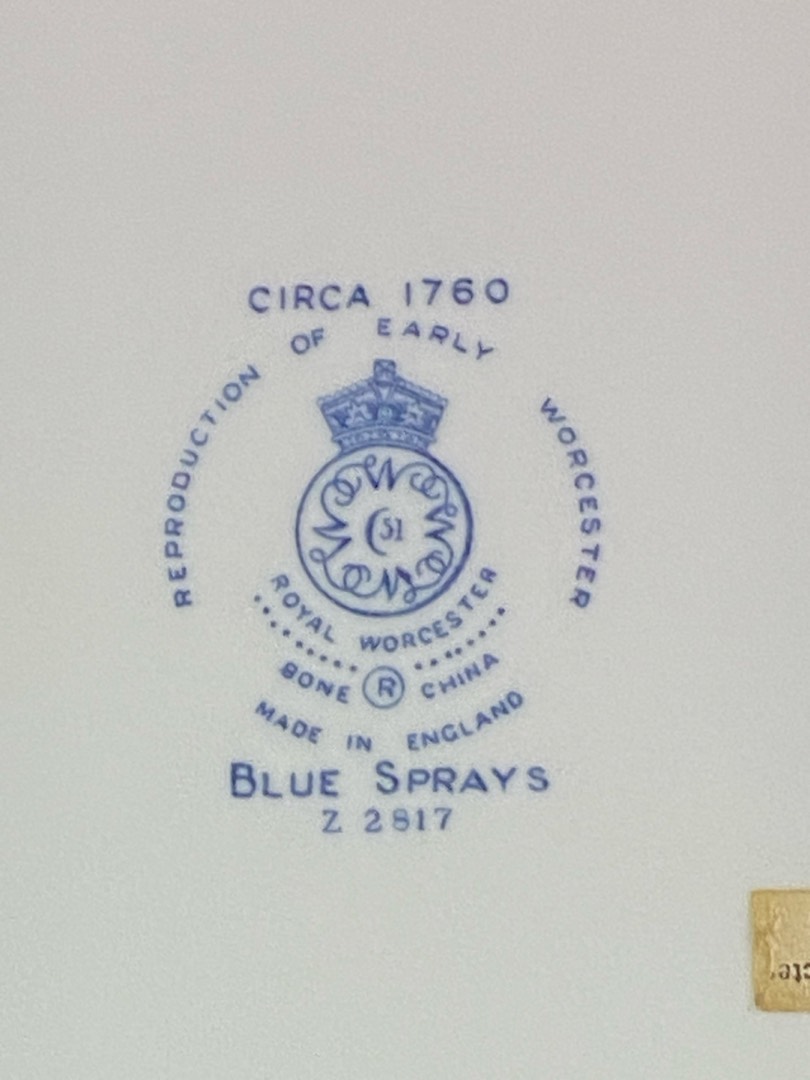 CIRCA 1760
REPRODUCTION OF EARLY WORCESTER
51
ROYAL WORCESTER
BONE ® CHINA
MADE IN ENGLAND
BLUE SPRAYS
Z 2817